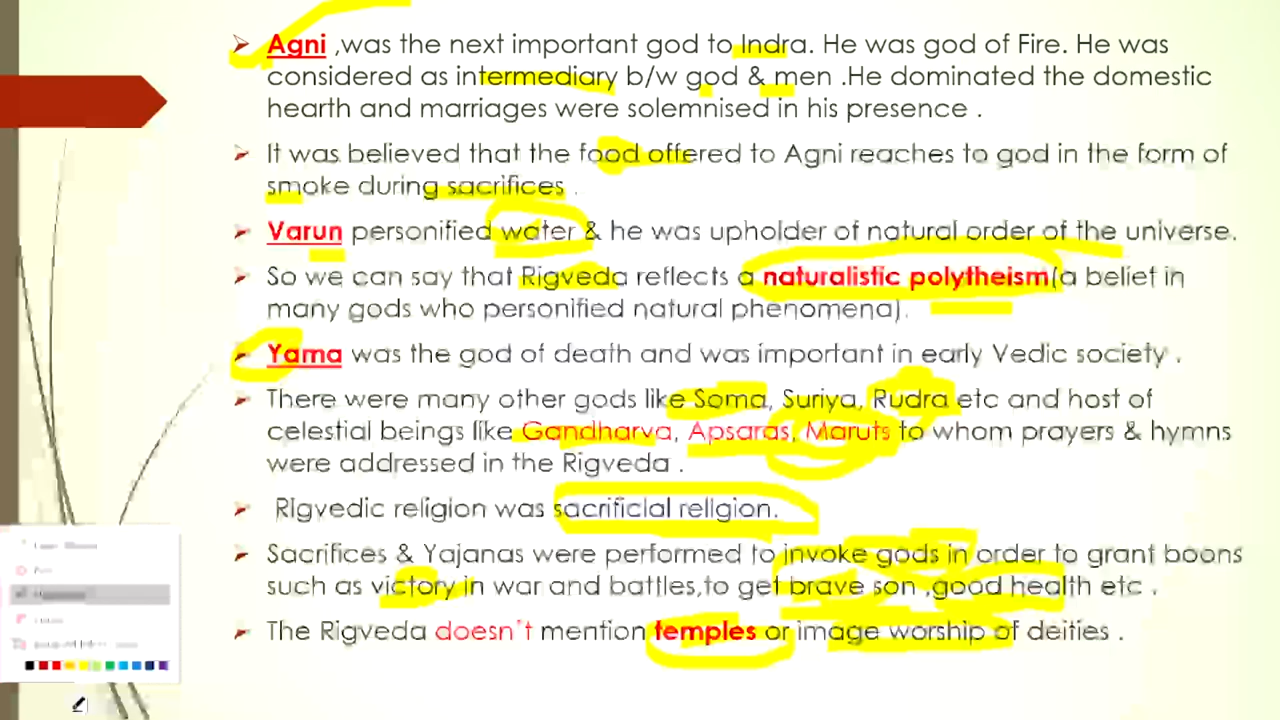 Agni ,was the next important god to Indra. He was god of Fire. He was
considered as intermediary b/w god & men .He dominated the domestic
hearth and marriages were solemnised in his presence .
It was believed that the food offered to Agni reaches to god in the form of
smoke during sacrifices .
Varun personified water & he was upholder of natural order of the universe.
So we can say that Rigveda reflects a naturalistic polytheism(a belief in
many gods who personified natural phenomena).
Yama was the god of death and was important in early Vedic society .
There were many other gods like Soma, Suriya, Rudra etc and host of
celestial beings like Gandharva, Apsaras, Maruts to whom prayers & hymns
were addressed in the Rigveda .
Rigvedic religion was sacrificial religion.
Sacrifices & Yajanas were performed to invoke gods in order to grant boons
such as victory in war and battles,to get brave son ,good health etc .
The Rigveda doesn't mention temples or image worship of deities .